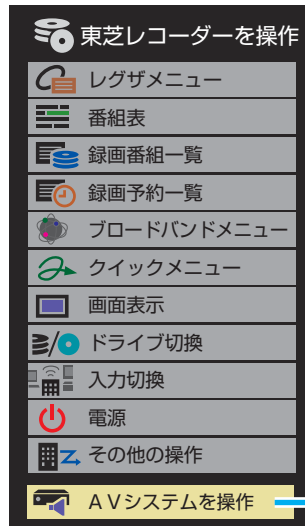 東芝レコーダーを操作
レグザメニュー
番組表
録画番組一覧
録画予約一覧
ブロードバンドメニュー
クイックメニュー
画面表示
ドライブ切換
入力切換
電源
その他の操作
AVシステムを操作